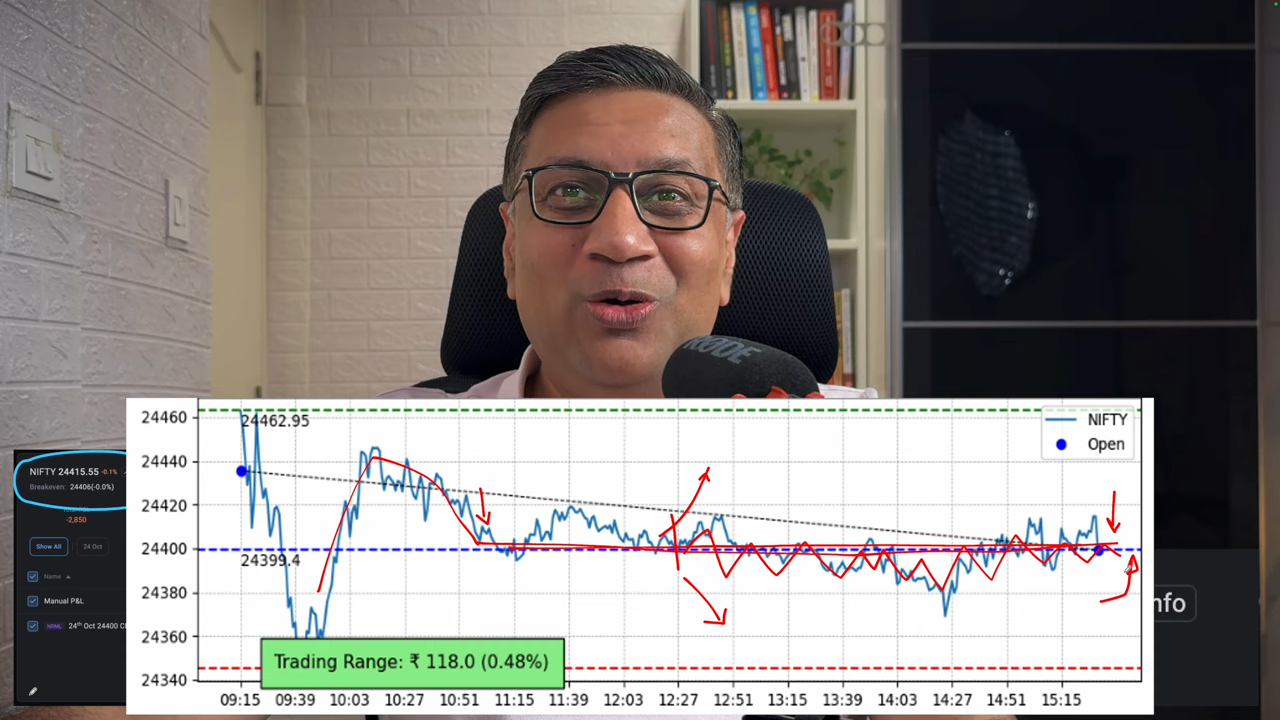 RODE
24460
24440
24420
24400
24380
24360
24340
24462.95
24399.4
NIFTY
Open
Trading Range: ₹ 118.0 (0.48%)
09:15 09:39 10:03 10:27 10:51 11:15 11:39 12:03 12:27 12:51 13:15 13:39 14:03 14:27 14:51 15:15
NIFTY 24415.55 -0.1%
Breakeven: 24406(-0.0%)
-2,850
Show All 24 Oct
Name
Manual P&L
NRML 24th Oct 24400
nfo